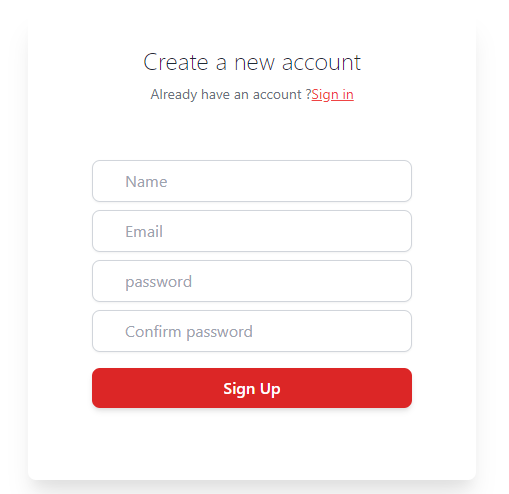 Create a new account
Already have an account ?Sign in
Name
Email
password
Confirm password
Sign Up